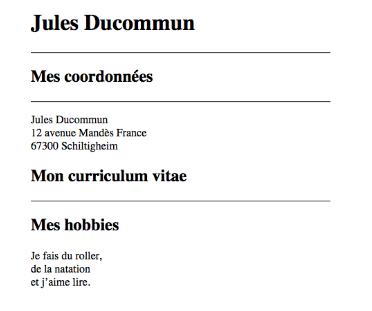 Jules Ducommun
Mes coordonnées
Jules Ducommun
12 avenue Mandès France
67300 Schiltigheim
Mon curriculum vitae
Mes hobbies
Je fais du roller,
de la natation
et j'aime lire.